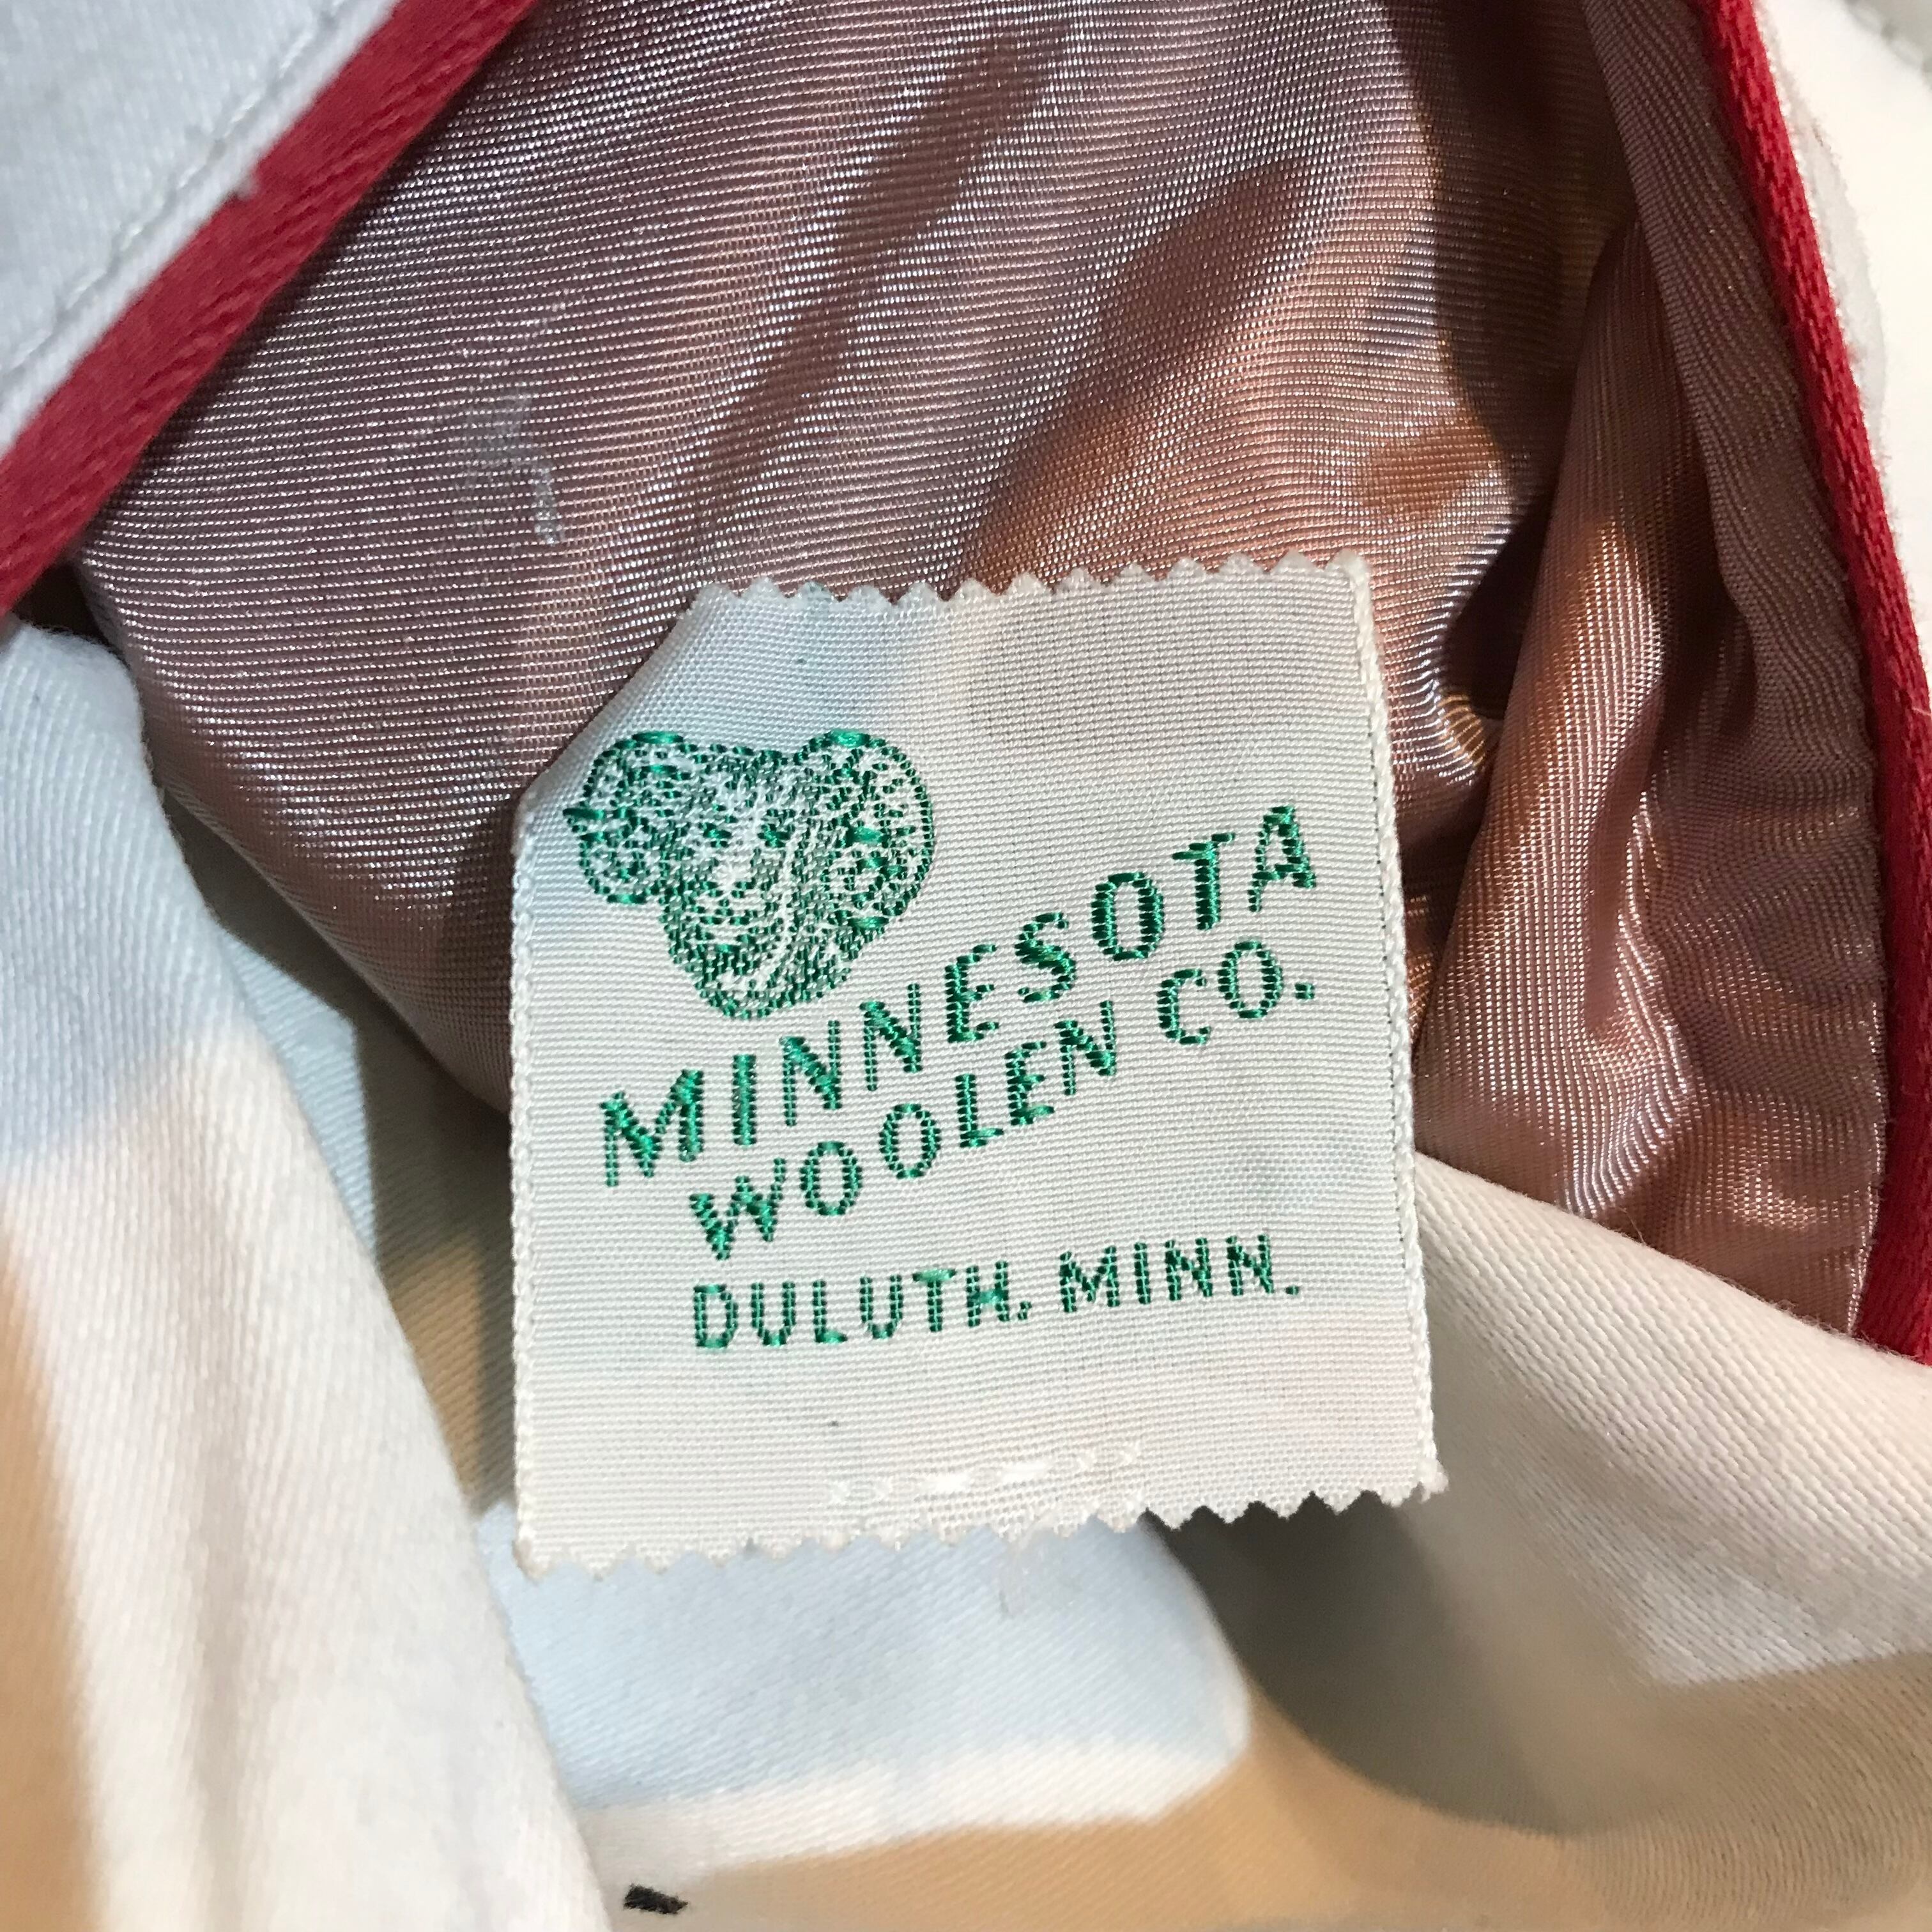 MINNESOTA
WOOLEN CO.
DULUTH, MINN.